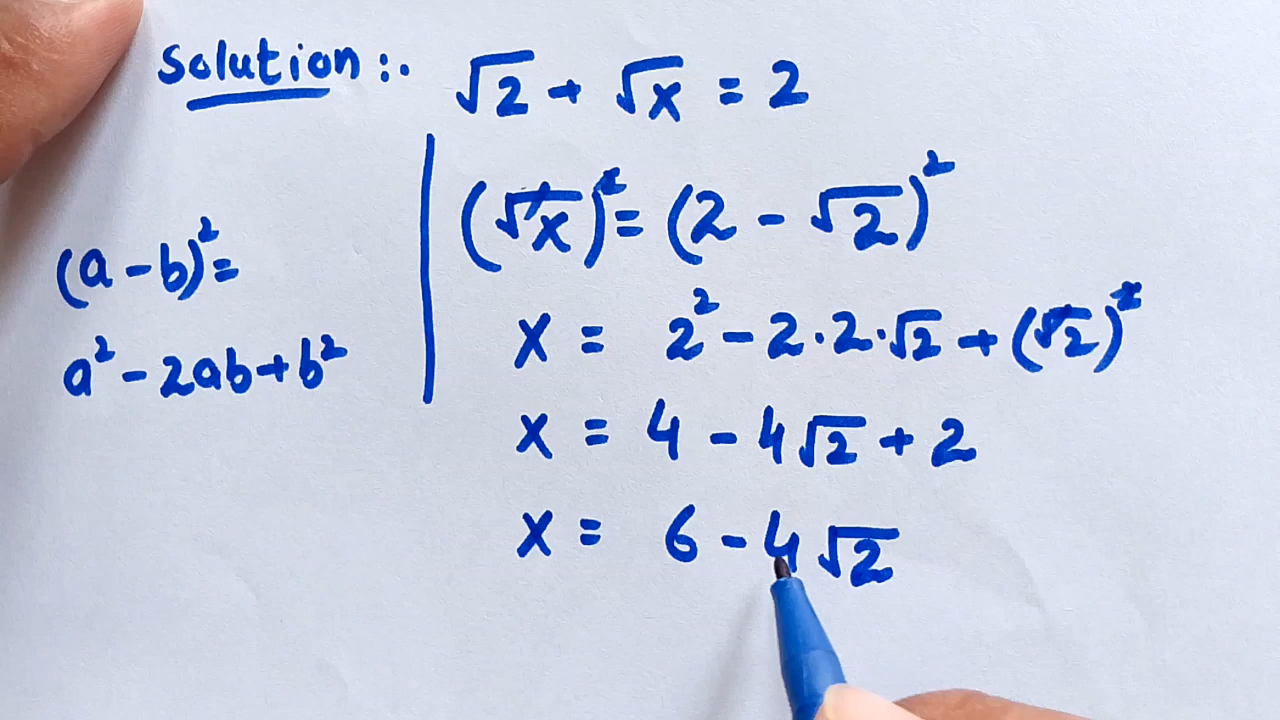 Solution :. √2 + √x = 2
(√x)² = (2 - √2)²
x = 2² - 2·2·√2 + (√2)²
x = 4 - 4√2 + 2
x = 6 - 4√2
(a - b)² =
a² - 2ab + b²